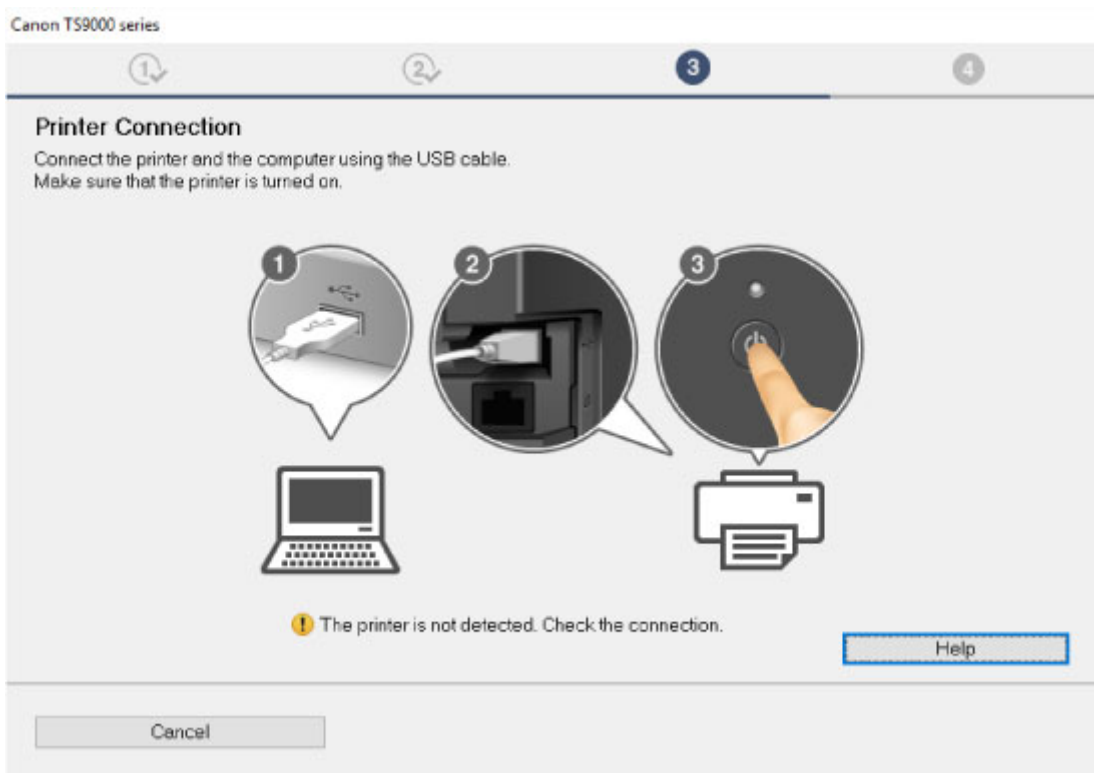 Canon TS9000 series
1
2
3
4
Printer Connection
Connect the printer and the computer using the USB cable.
Make sure that the printer is turned on.
1
2
3
The printer is not detected. Check the connection.
Help
Cancel